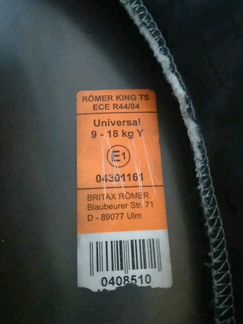 RÖMER KING TS
ECE R44/04
Universal
9 - 18 kg Y
E1
04301161
BRITAX RÖMER
Blaubeurer Str. 71
D - 89077 Ulm
0408510